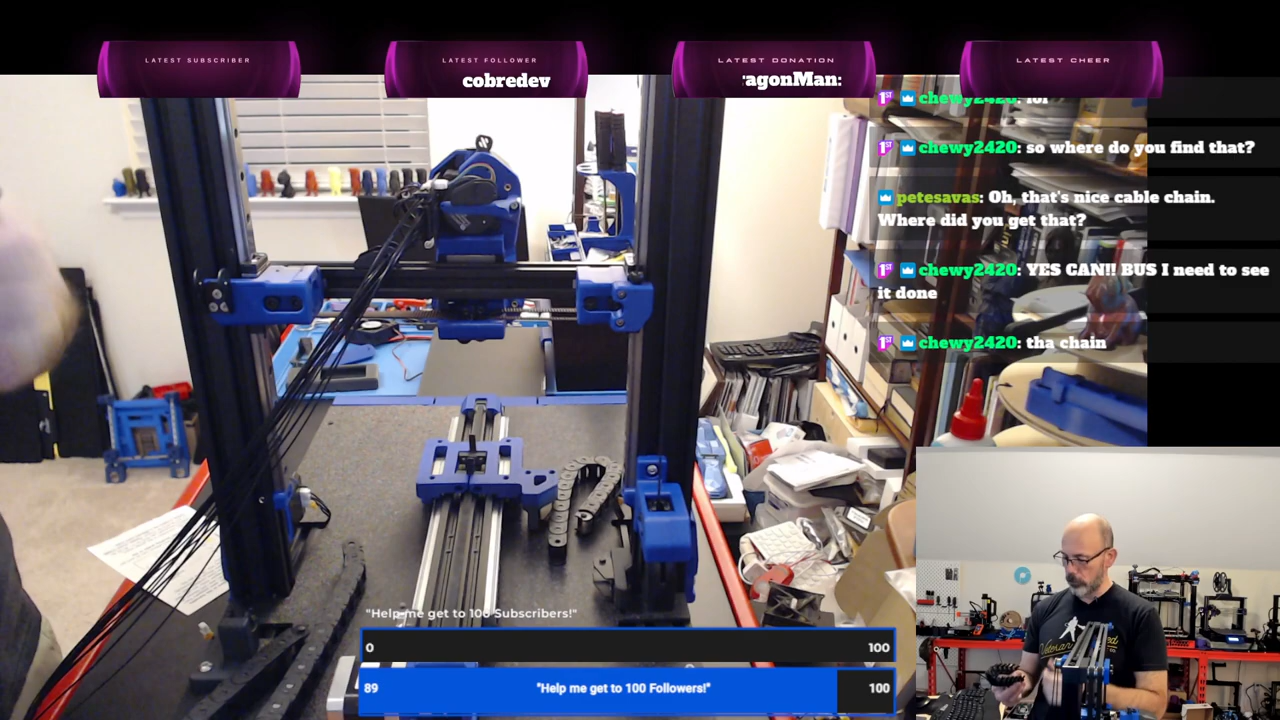 LATEST SUBSCRIBER
LATEST FOLLOWER
cobredev
LATEST DONATION
agonMan:
LATEST CHEER
chewy2420: lol
chewy2420: so where do you find that?
petesavas: Oh, that's nice cable chain.
Where did you get that?
chewy2420: YES CAN!! BUS I need to see
it done
chewy2420: tha chain
"Help me get to 100 Subscribers!"
0
100
89
"Help me get to 100 Followers!"
100